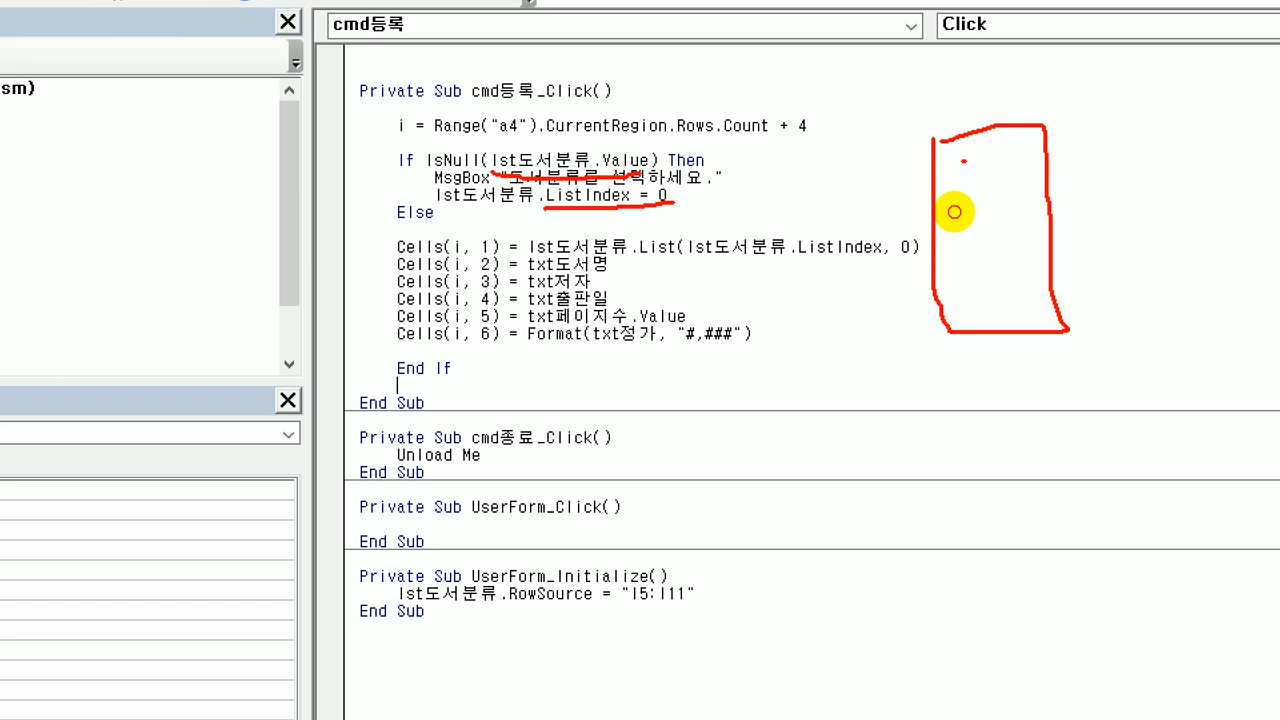 cmd등록
Click
sm)
Private Sub cmd등록_Click()
i = Range("a4").CurrentRegion.Rows.Count + 4
If IsNull(lst도서분류.Value) Then
MsgBox "도서분류를 선택하세요."
lst도서분류.ListIndex = 0
Else
Cells(i, 1) = lst도서분류.List(lst도서분류.ListIndex, 0)
Cells(i, 2) = txt도서명
Cells(i, 3) = txt저자
Cells(i, 4) = txt출판일
Cells(i, 5) = txt페이지수.Value
Cells(i, 6) = Format(txt정가, "#,###")
End If
End Sub
Private Sub cmd종료_Click()
Unload Me
End Sub
Private Sub UserForm_Click()
End Sub
Private Sub UserForm_Initialize()
lst도서분류.RowSource = "I5:I11"
End Sub